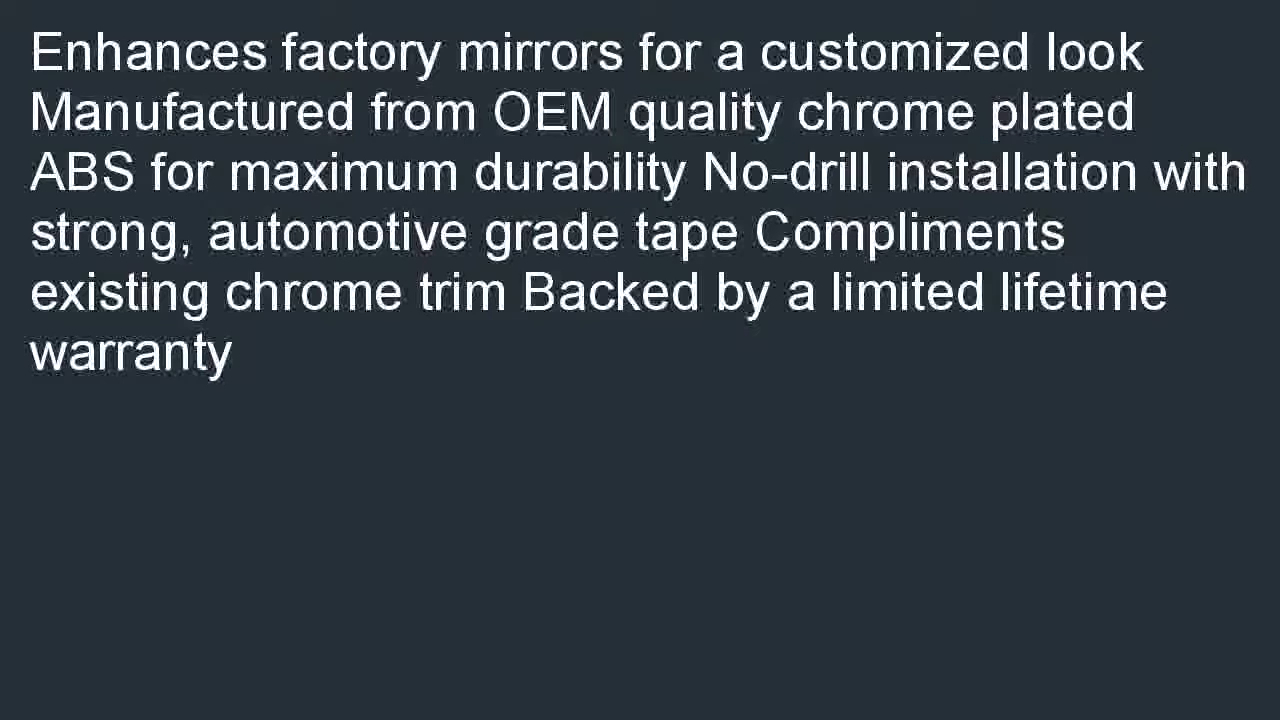 Enhances factory mirrors for a customized look
Manufactured from OEM quality chrome plated
ABS for maximum durability No-drill installation with
strong, automotive grade tape Compliments
existing chrome trim Backed by a limited lifetime
warranty